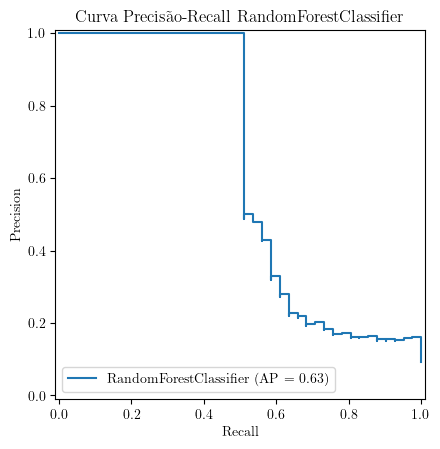 Curva Precisão-Recall RandomForestClassifier
1.0
0.8
0.6
0.4
0.2
0.0
Precision
RandomForestClassifier (AP = 0.63)
0.0 0.2 0.4 0.6 0.8 1.0
Recall